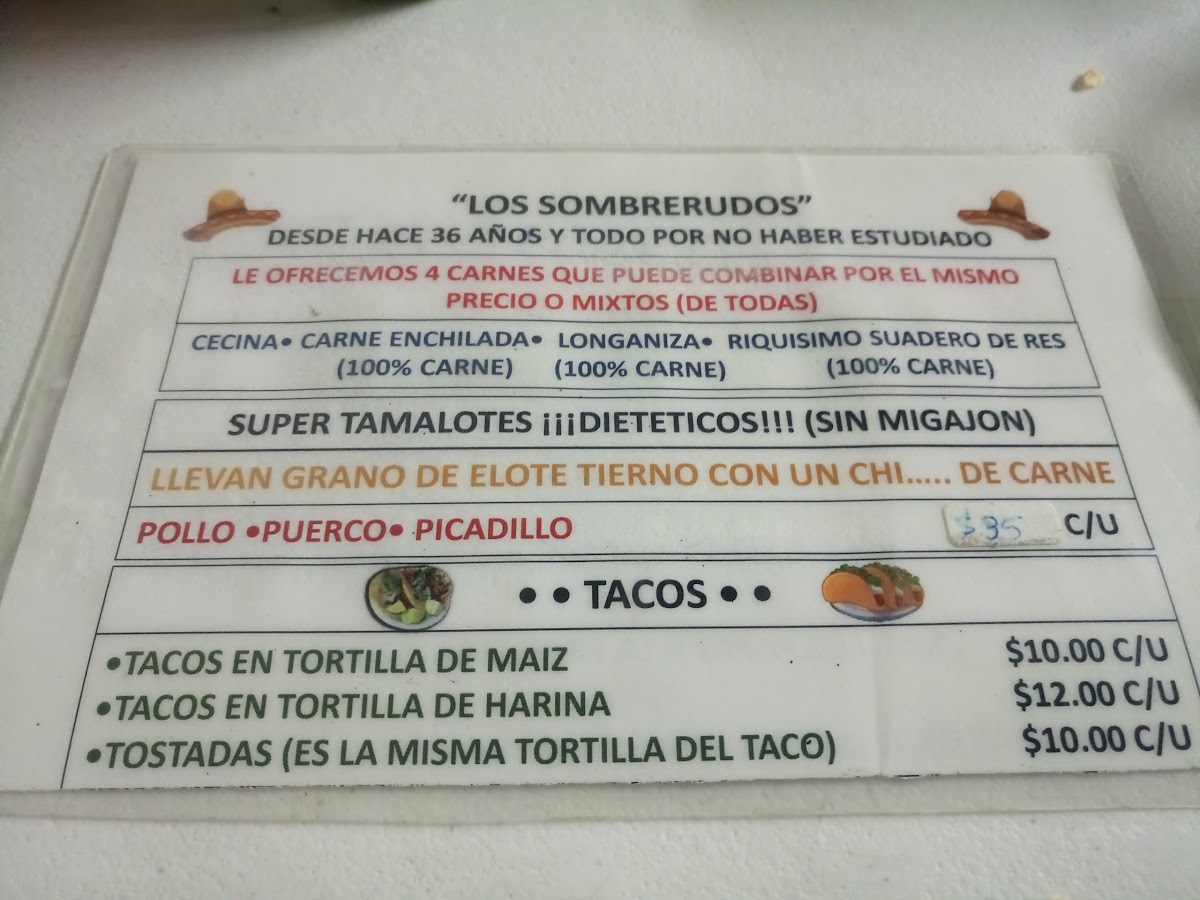 “LOS SOMBRERUDOS”
DESDE HACE 36 AÑOS Y TODO POR NO HABER ESTUDIADO
LE OFRECEMOS 4 CARNES QUE PUEDE COMBINAR POR EL MISMO
PRECIO O MIXTOS (DE TODAS)
CECINA• CARNE ENCHILADA• LONGANIZA• RIQUISIMO SUADERO DE RES
(100% CARNE) (100% CARNE) (100% CARNE)
SUPER TAMALOTES ¡¡¡DIETETICOS!!! (SIN MIGAJON)
LLEVAN GRANO DE ELOTE TIERNO CON UN CHI..... DE CARNE
POLLO •PUERCO• PICADILLO C/U
•• TACOS ••
•TACOS EN TORTILLA DE MAIZ $10.00 C/U
•TACOS EN TORTILLA DE HARINA $12.00 C/U
•TOSTADAS (ES LA MISMA TORTILLA DEL TACO) $10.00 C/U